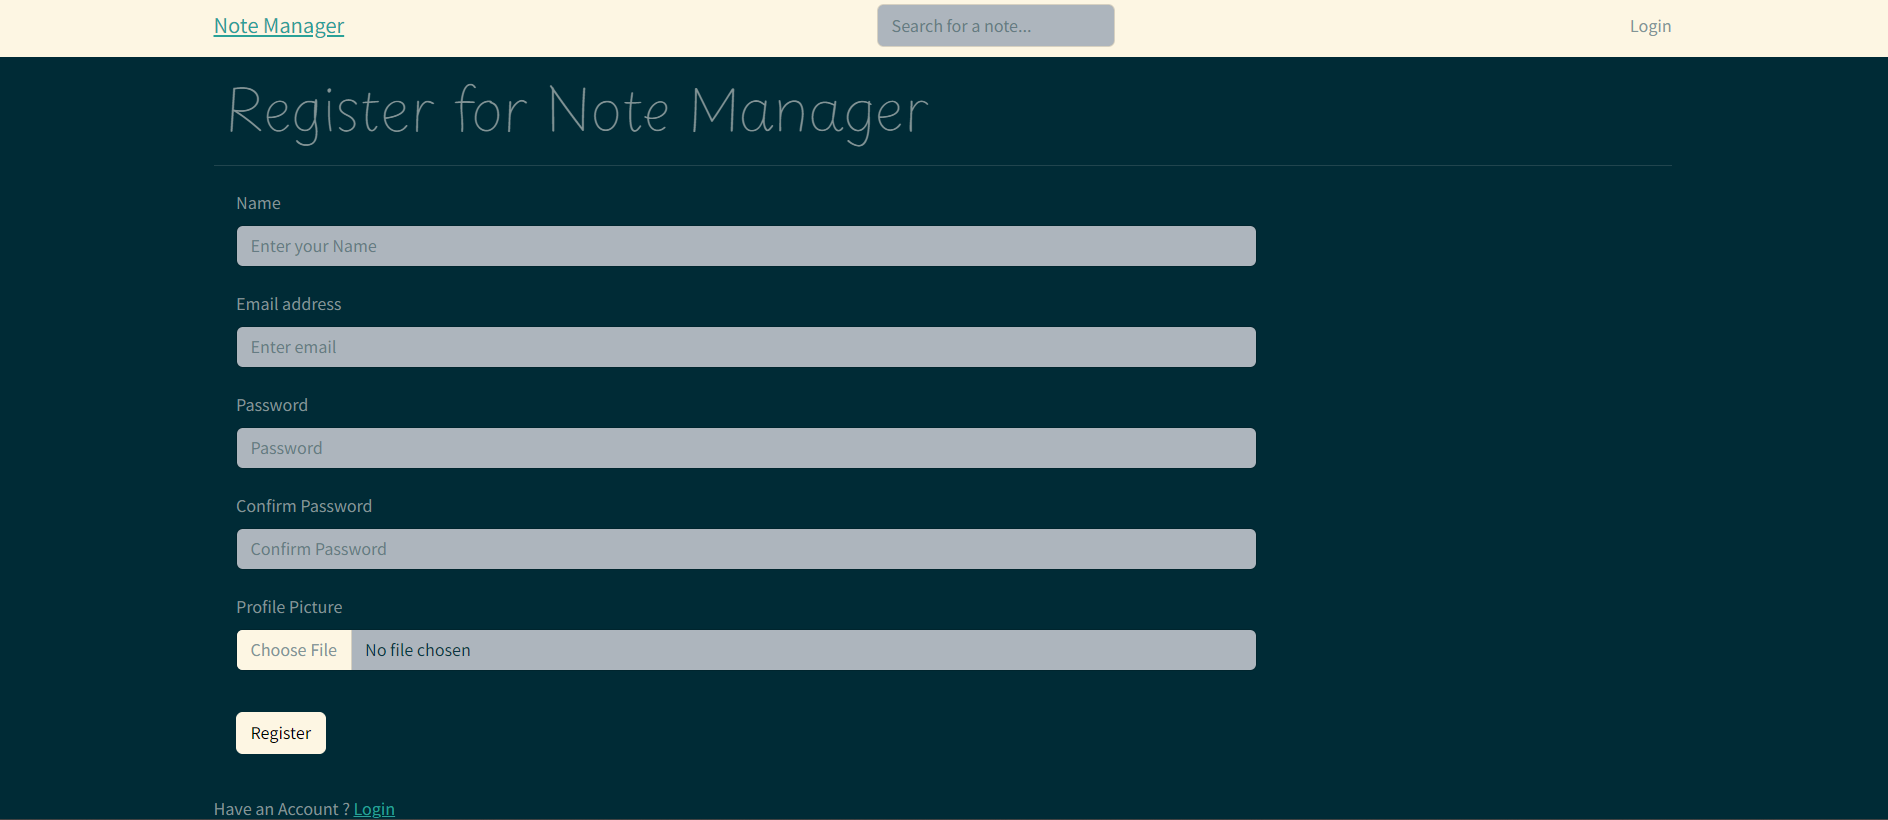 Note Manager
Search for a note...
Login
Register for Note Manager
Name
Enter your Name
Email address
Enter email
Password
Password
Confirm Password
Confirm Password
Profile Picture
Choose File No file chosen
Register
Have an Account ? Login